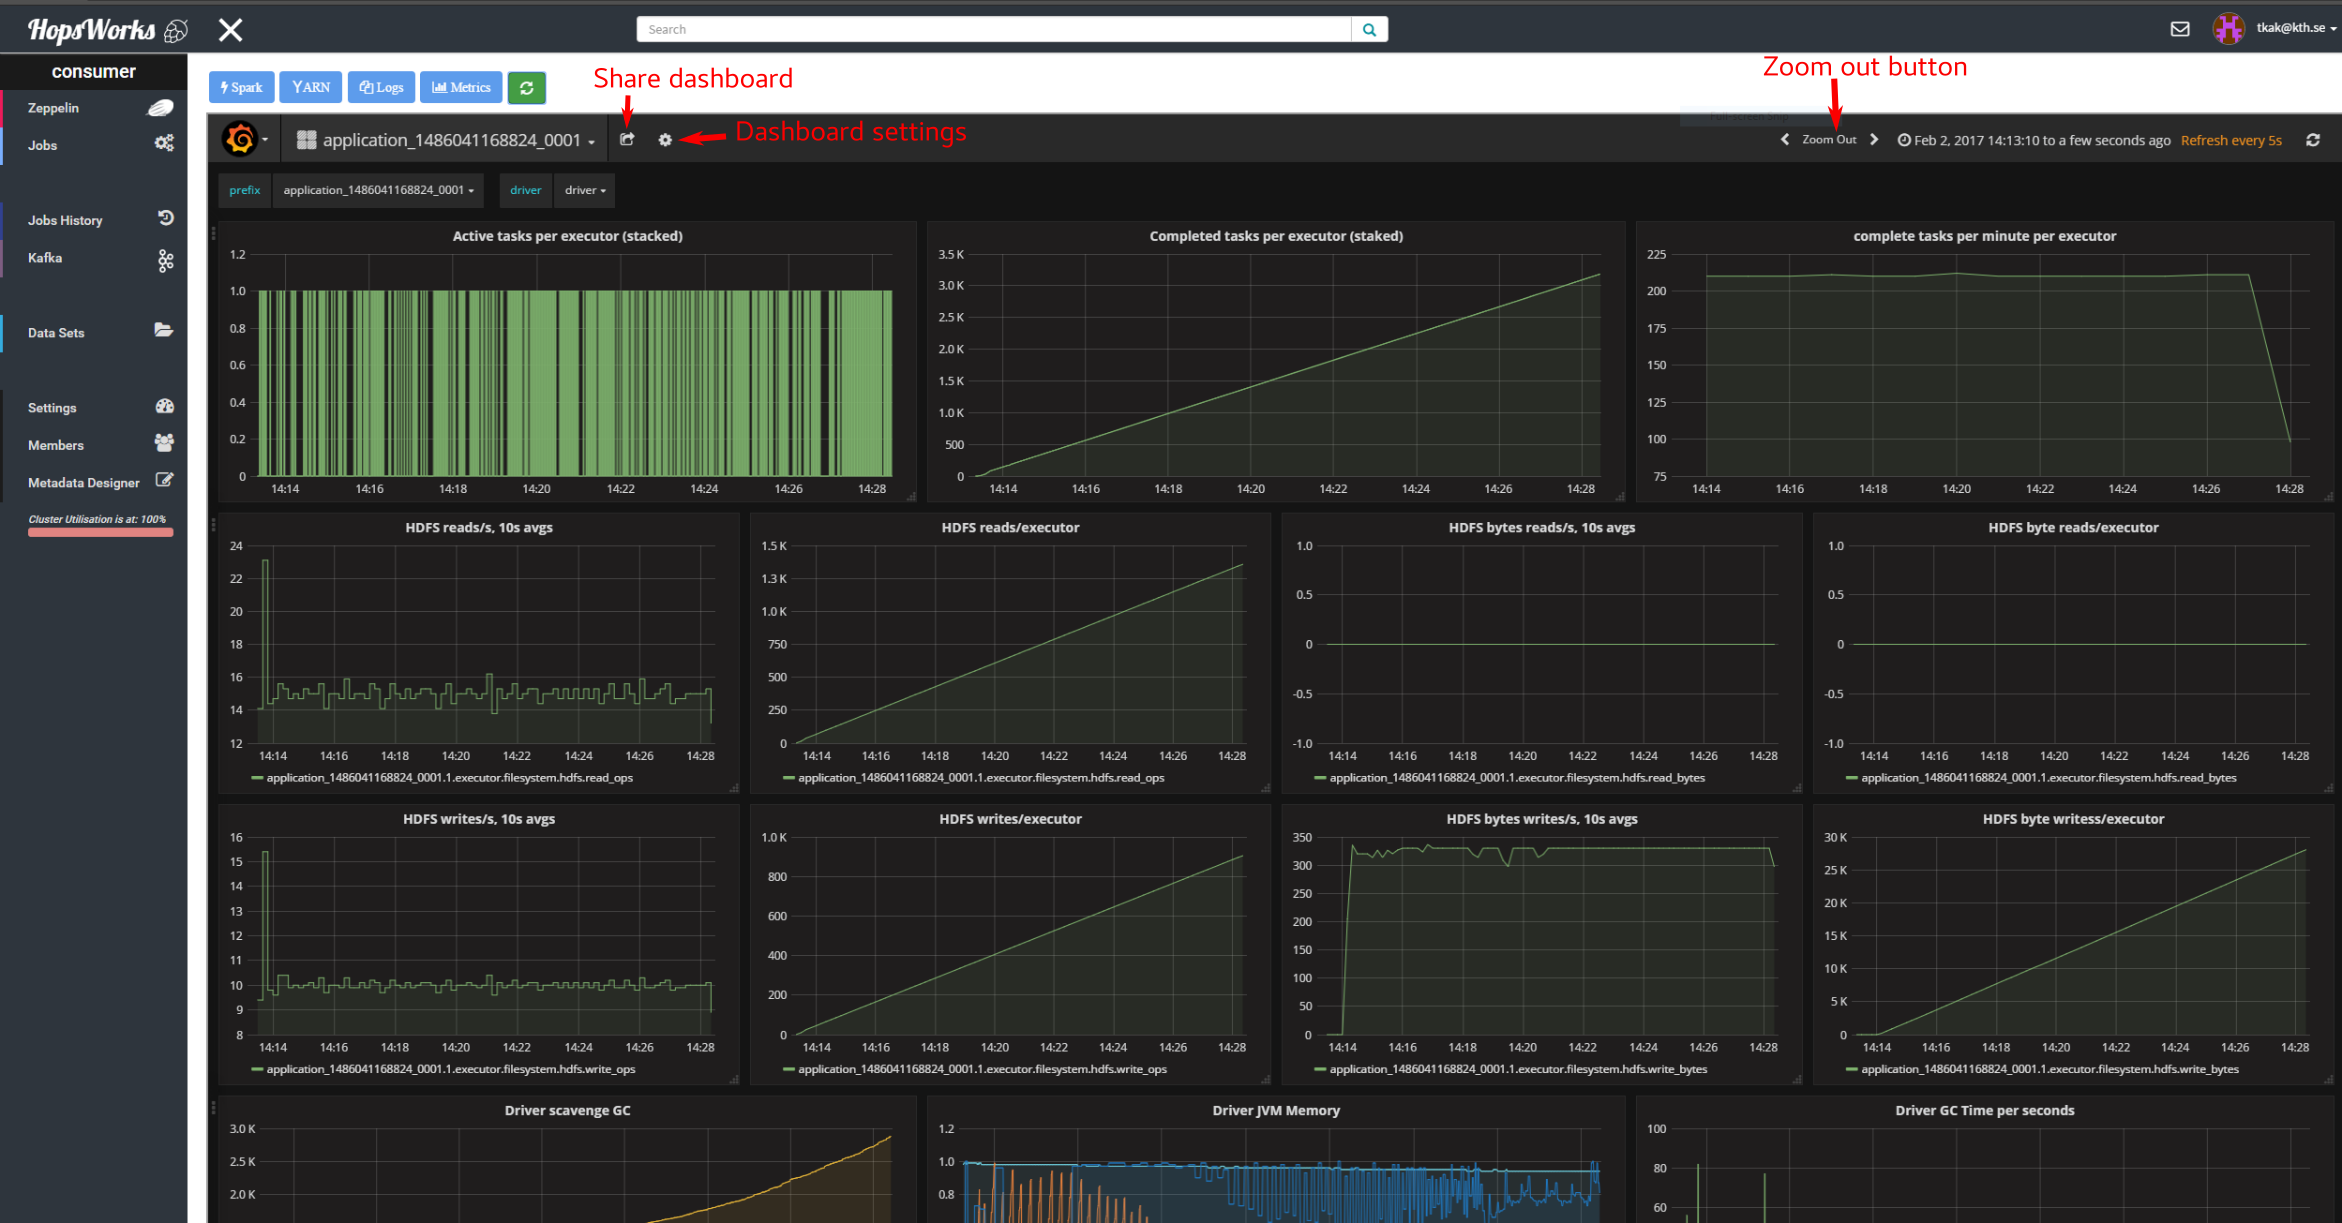 HopsWorks
Search
tkak@kth.se
consumer
Zeppelin
Jobs
Jobs History
Kafka
Data Sets
Settings
Members
Metadata Designer
Cluster Utilisation is at: 100%
Spark YARN Logs Metrics
Share dashboard
Zoom out button
Full-screen Snip
Dashboard settings
application_1486041168824_0001
Zoom Out
Feb 2, 2017 14:13:10 to a few seconds ago Refresh every 5s
prefix application_1486041168824_0001 driver driver
Active tasks per executor (stacked)
1.2
1.0
0.8
0.6
0.4
0.2
0
14:14 14:16 14:18 14:20 14:22 14:24 14:26 14:28
Completed tasks per executor (staked)
3.5 K
3.0 K
2.5 K
2.0 K
1.5 K
1.0 K
500
0
14:14 14:16 14:18 14:20 14:22 14:24 14:26 14:28
complete tasks per minute per executor
225
200
175
150
125
100
75
14:14 14:16 14:18 14:20 14:22 14:24 14:26 14:28
HDFS reads/s, 10s avgs
24
22
20
18
16
14
12
14:14 14:16 14:18 14:20 14:22 14:24 14:26 14:28
application_1486041168824_0001.1.executor.filesystem.hdfs.read_ops
HDFS reads/executor
1.5 K
1.3 K
1.0 K
750
500
250
0
14:14 14:16 14:18 14:20 14:22 14:24 14:26 14:28
application_1486041168824_0001.1.executor.filesystem.hdfs.read_ops
HDFS bytes reads/s, 10s avgs
1.0
0.5
0
-0.5
-1.0
14:14 14:16 14:18 14:20 14:22 14:24 14:26 14:28
application_1486041168824_0001.1.executor.filesystem.hdfs.read_bytes
HDFS byte reads/executor
1.0
0.5
0
-0.5
-1.0
14:14 14:16 14:18 14:20 14:22 14:24 14:26 14:28
application_1486041168824_0001.1.executor.filesystem.hdfs.read_bytes
HDFS writes/s, 10s avgs
16
15
14
13
12
11
10
9
8
14:14 14:16 14:18 14:20 14:22 14:24 14:26 14:28
application_1486041168824_0001.1.executor.filesystem.hdfs.write_ops
HDFS writes/executor
1.0 K
800
600
400
200
0
14:14 14:16 14:18 14:20 14:22 14:24 14:26 14:28
application_1486041168824_0001.1.executor.filesystem.hdfs.write_ops
HDFS bytes writes/s, 10s avgs
350
300
250
200
150
100
50
0
14:14 14:16 14:18 14:20 14:22 14:24 14:26 14:28
application_1486041168824_0001.1.executor.filesystem.hdfs.write_bytes
HDFS byte writess/executor
30 K
25 K
20 K
15 K
10 K
5 K
0
14:14 14:16 14:18 14:20 14:22 14:24 14:26 14:28
application_1486041168824_0001.1.executor.filesystem.hdfs.write_bytes
Driver scavenge GC
3.0 K
2.5 K
2.0 K
Driver JVM Memory
1.2
1.0
0.8
Driver GC Time per seconds
100
80
60